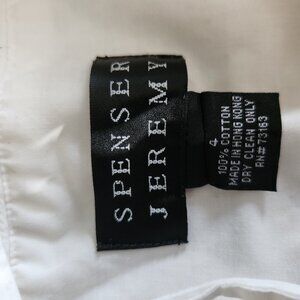 SPENSER
JEREMY
4
100% COTTON
MADE IN HONG KONG
DRY CLEAN ONLY
RN# 73163